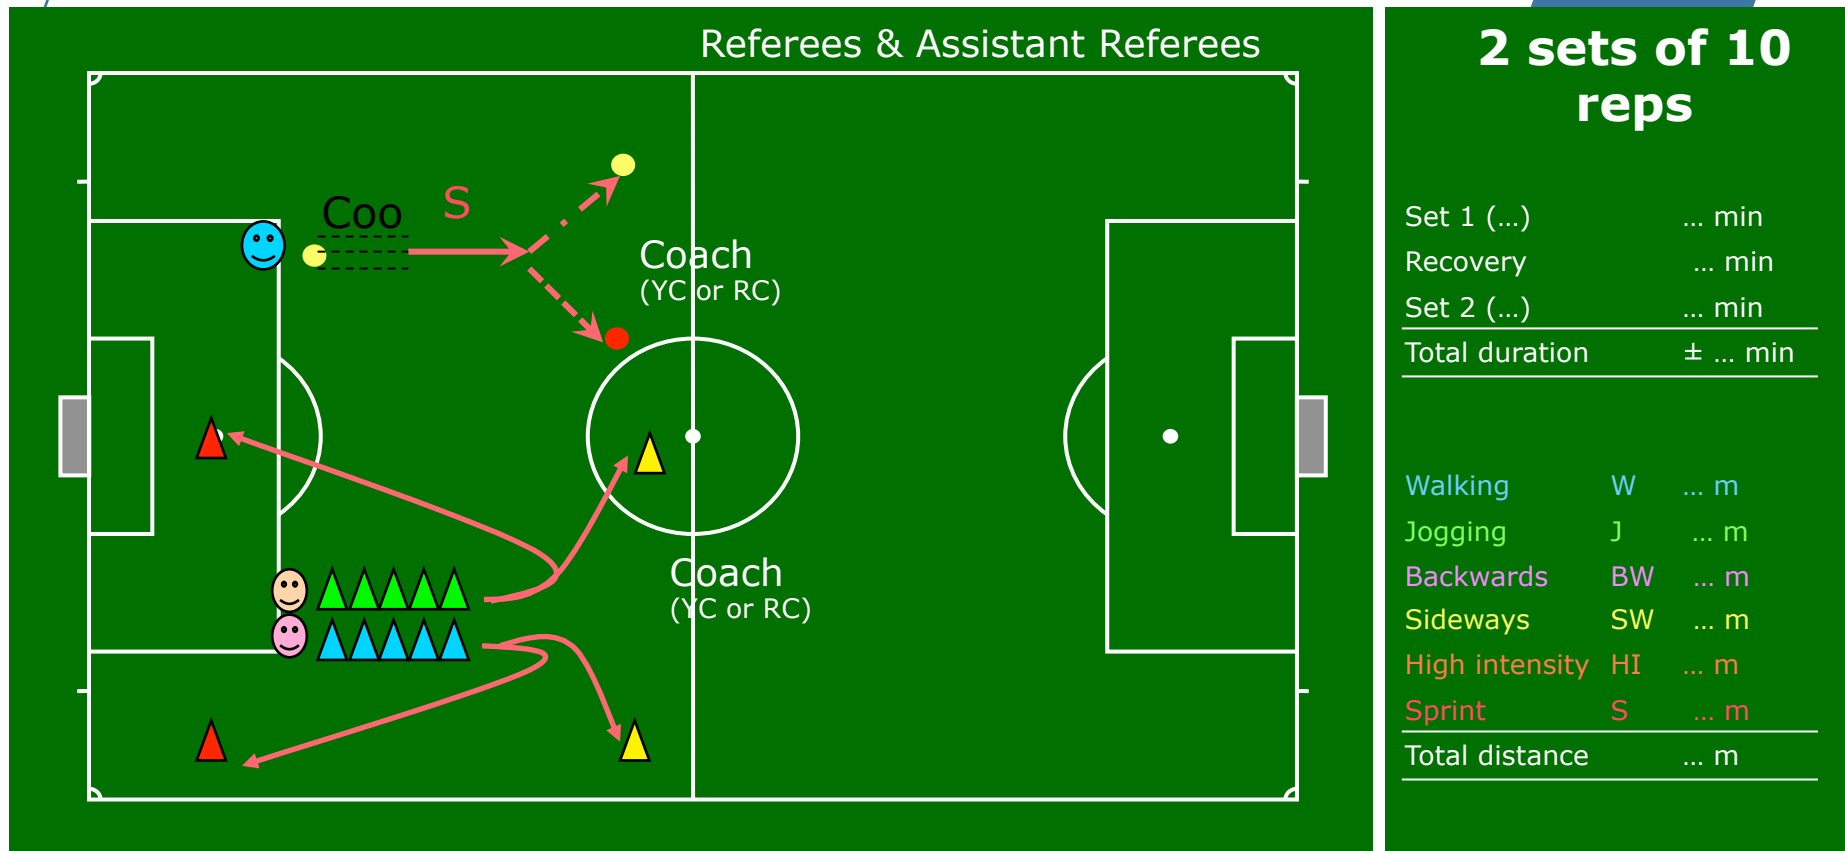 Referees & Assistant Referees
Coo
S
Coach
(YC or RC)
Coach
(YC or RC)
2 sets of 10
reps
Set 1 (…) … min
Recovery … min
Set 2 (…) … min
Total duration ± … min
Walking W … m
Jogging J … m
Backwards BW … m
Sideways SW … m
High intensity HI … m
Sprint S … m
Total distance … m